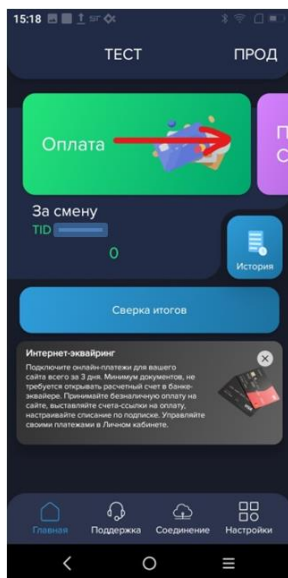 15:18
ТЕСТ ПРОД
Оплата
П
С
За смену
TID
0
История
Сверка итогов
Интернет-эквайринг
Подключите онлайн-платежи для вашего
сайта всего за 3 дня. Минимум документов, не
требуется открывать расчетный счет в банке-
эквайере. Принимайте безналичную оплату на
сайте, выставляйте счета-ссылки на оплату,
настраивайте списание по подписке. Управляйте
своими платежами в Личном кабинете.
Главная Поддержка Соединение Настройки